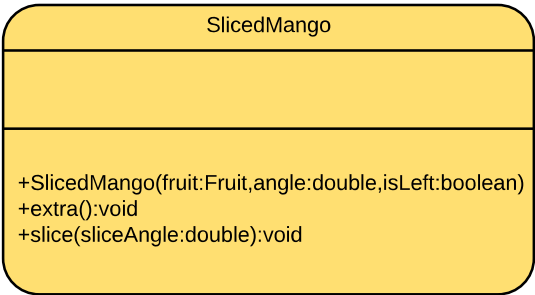 SlicedMango
+SlicedMango(fruit:Fruit,angle:double,isLeft:boolean)
+extra():void
+slice(sliceAngle:double):void